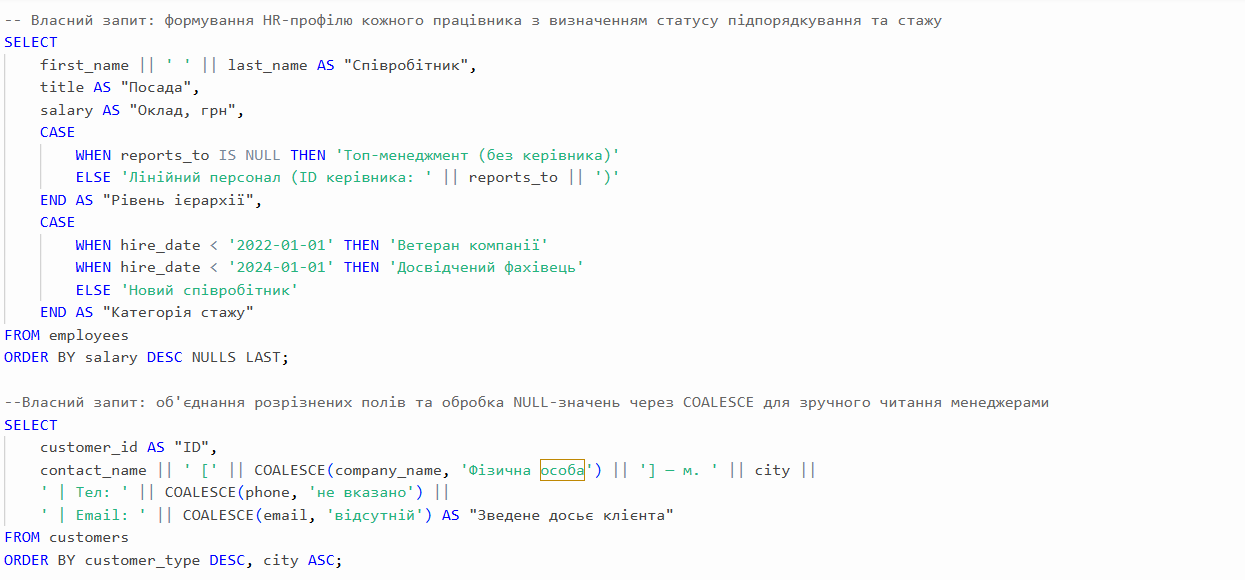 -- Власний запит: формування HR-профілю кожного працівника з визначенням статусу підпорядкування та стажу
SELECT
    first_name || ' ' || last_name AS "Співробітник",
    title AS "Посада",
    salary AS "Оклад, грн",
    CASE
        WHEN reports_to IS NULL THEN 'Топ-менеджмент (без керівника)'
        ELSE 'Лінійний персонал (ID керівника: ' || reports_to || ')'
    END AS "Рівень ієрархії",
    CASE
        WHEN hire_date < '2022-01-01' THEN 'Ветеран компанії'
        WHEN hire_date < '2024-01-01' THEN 'Досвідчений фахівець'
        ELSE 'Новий співробітник'
    END AS "Категорія стажу"
FROM employees
ORDER BY salary DESC NULLS LAST;

--Власний запит: об'єднання розрізнених полів та обробка NULL-значень через COALESCE для зручного читання менеджерами
SELECT
    customer_id AS "ID",
    contact_name || ' [' || COALESCE(company_name, 'Фізична особа') || '] — м. ' || city ||
    ' | Тел: ' || COALESCE(phone, 'не вказано') ||
    ' | Email: ' || COALESCE(email, 'відсутній') AS "Зведене досьє клієнта"
FROM customers
ORDER BY customer_type DESC, city ASC;